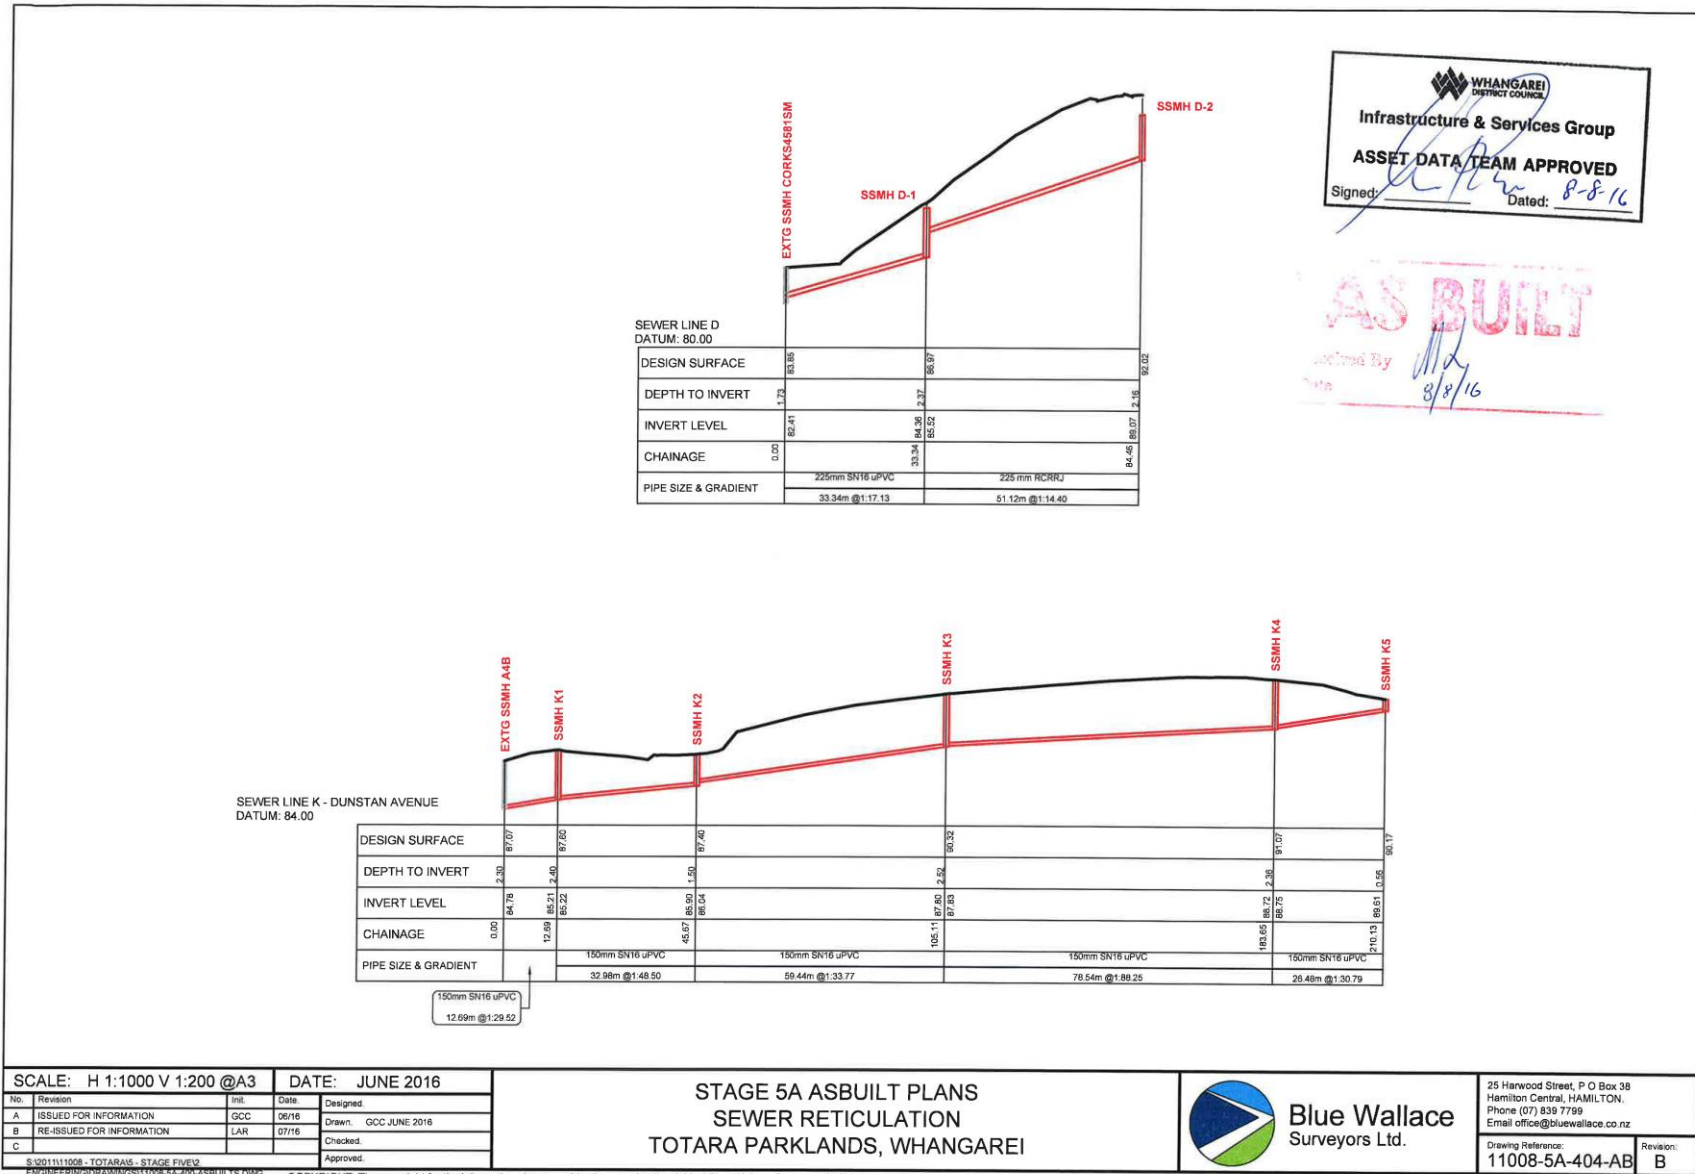 WHANGAREI
DISTRICT COUNCIL
Infrastructure & Services Group
ASSET DATA TEAM APPROVED
Signed:
Dated: 8-8-16
AS BUILT
By
8/8/16
EXTG SSMH CORKS4581SM
SSMH D-1
SSMH D-2
SEWER LINE D
DATUM: 80.00
DESIGN SURFACE 83.85 86.97 92.02
DEPTH TO INVERT 1.73 2.37 2.16
INVERT LEVEL 82.41 84.36 85.52 89.07
CHAINAGE 0.00 33.34 84.46
PIPE SIZE & GRADIENT
225mm SN16 uPVC 225 mm RCRRJ
33.34m @1:17.13 51.12m @1:14.40
EXTG SSMH A4B
SSMH K1
SSMH K2
SSMH K3
SSMH K4
SSMH K5
SEWER LINE K - DUNSTAN AVENUE
DATUM: 84.00
DESIGN SURFACE 87.07 87.60 87.40 90.32 91.07 90.17
DEPTH TO INVERT 2.30 2.40 1.50 2.52 2.36 0.56
INVERT LEVEL 84.78 85.21 85.22 85.90 86.04 87.80 87.83 88.72 88.75 89.61
CHAINAGE 0.00 12.69 45.67 105.11 183.65 210.13
PIPE SIZE & GRADIENT
150mm SN16 uPVC 150mm SN16 uPVC 150mm SN16 uPVC 150mm SN16 uPVC
32.98m @1:48.50 59.44m @1:33.77 78.54m @1:88.25 26.48m @1:30.79
150mm SN16 uPVC
12.69m @1:29.52
SCALE: H 1:1000 V 1:200 @A3
DATE: JUNE 2016
No. Revision Init. Date.
A ISSUED FOR INFORMATION GCC 06/16
B RE-ISSUED FOR INFORMATION LAR 07/16
C
Designed.
Drawn. GCC JUNE 2016
Checked.
Approved.
S:\2011\11008 - TOTARA\5 - STAGE FIVE\2
STAGE 5A ASBUILT PLANS
SEWER RETICULATION
TOTARA PARKLANDS, WHANGAREI
Blue Wallace
Surveyors Ltd.
25 Harwood Street, P O Box 38
Hamilton Central, HAMILTON.
Phone (07) 839 7799
Email office@bluewallace.co.nz
Drawing Reference:
11008-5A-404-AB
Revision:
B